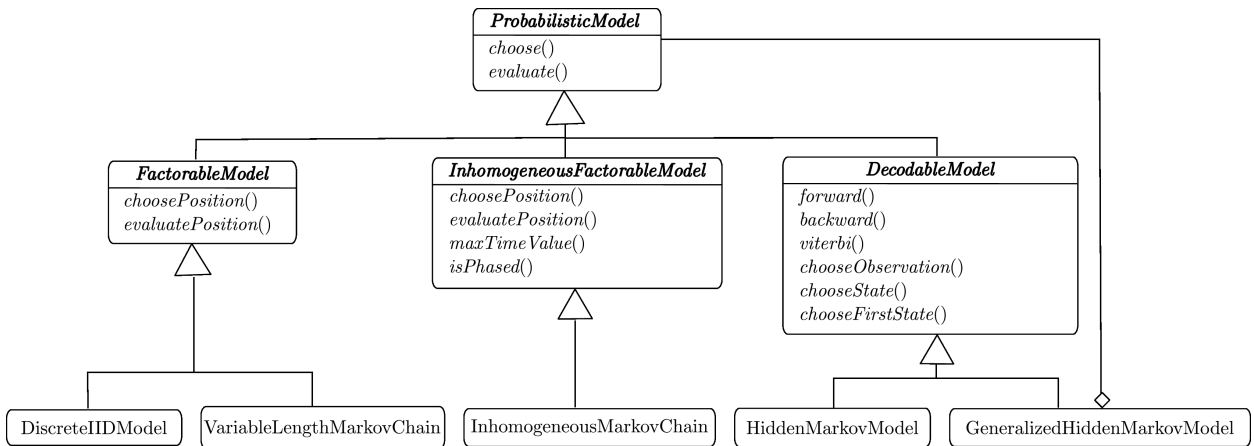 ProbabilisticModel
choose()
evaluate()
FactorableModel
choosePosition()
evaluatePosition()
InhomogeneousFactorableModel
choosePosition()
evaluatePosition()
maxTimeValue()
isPhased()
DecodableModel
forward()
backward()
viterbi()
chooseObservation()
chooseState()
chooseFirstState()
DiscreteIIDModel
VariableLengthMarkovChain
InhomogeneousMarkovChain
HiddenMarkovModel
GeneralizedHiddenMarkovModel